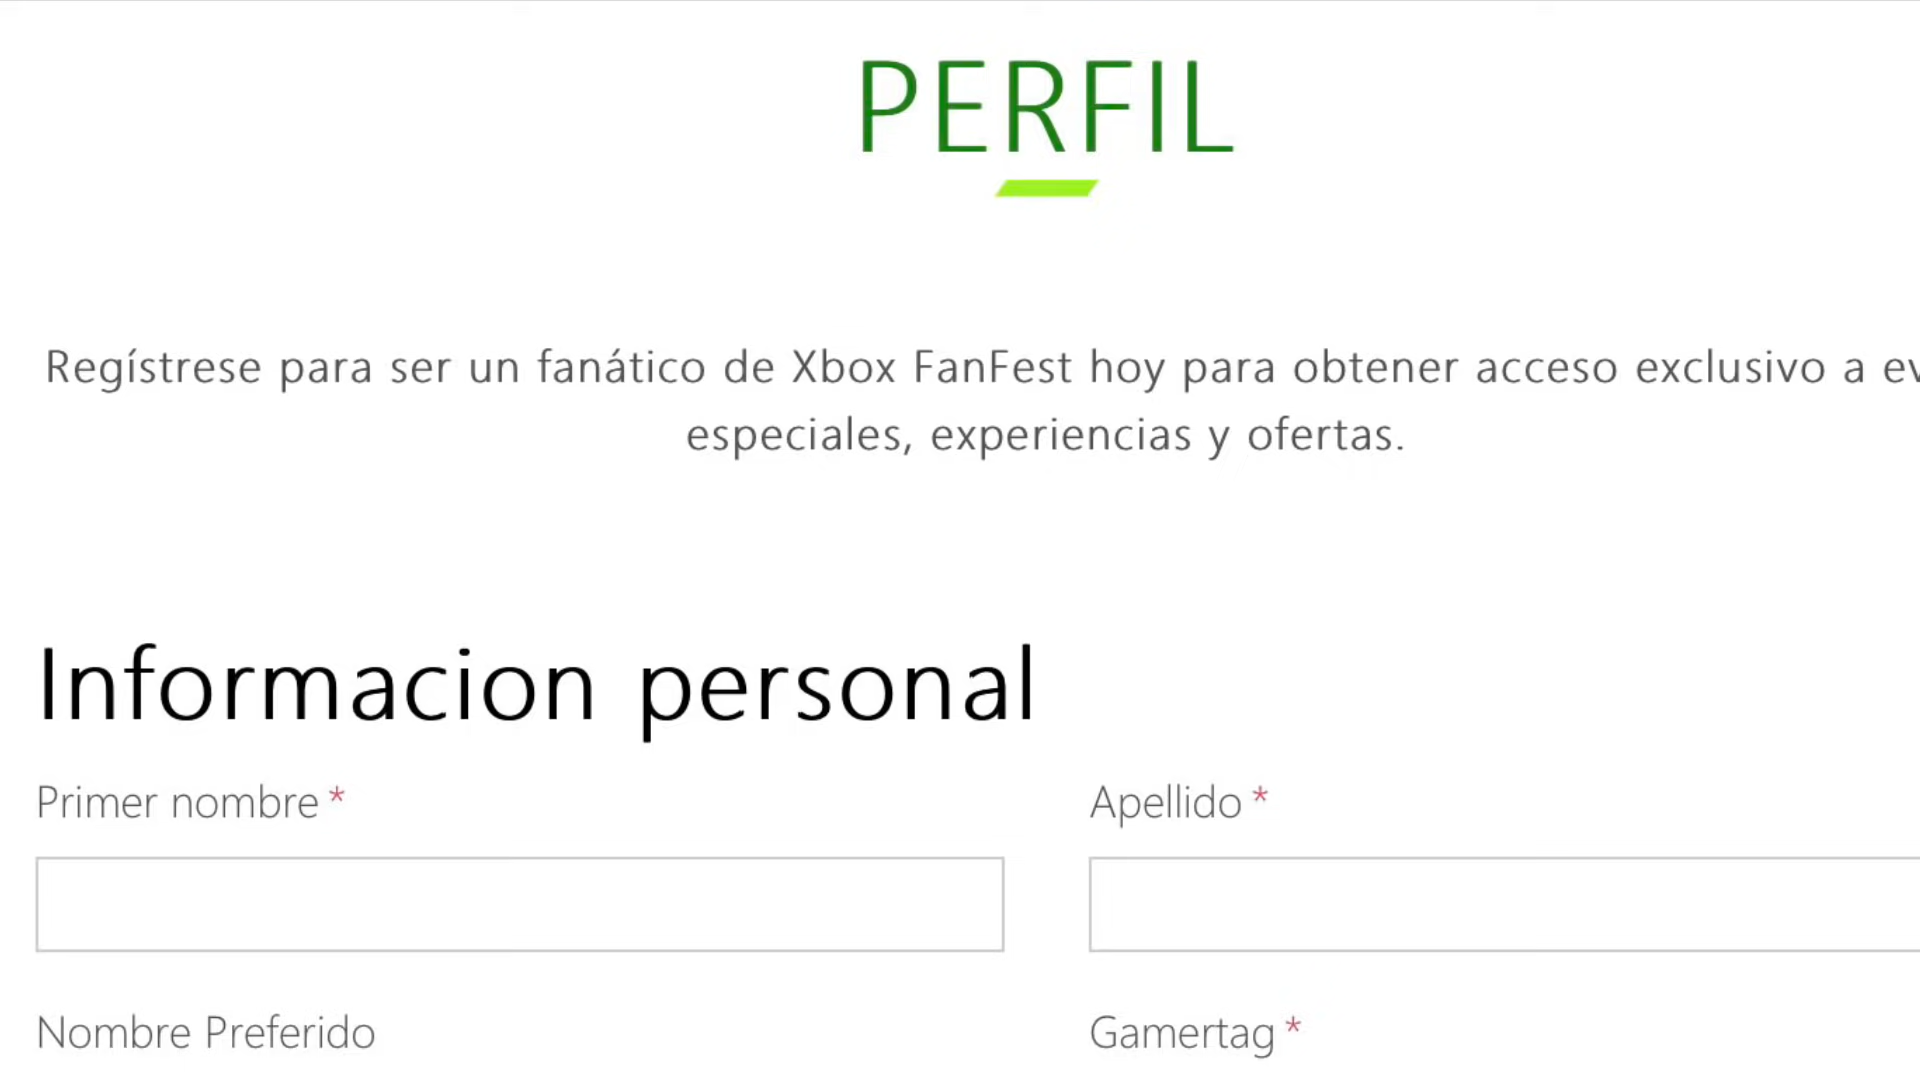 PERFIL
Regístrese para ser un fanático de Xbox FanFest hoy para obtener acceso exclusivo a
especiales, experiencias y ofertas.
Informacion personal
Primer nombre *
Apellido *
Nombre Preferido
Gamertag *